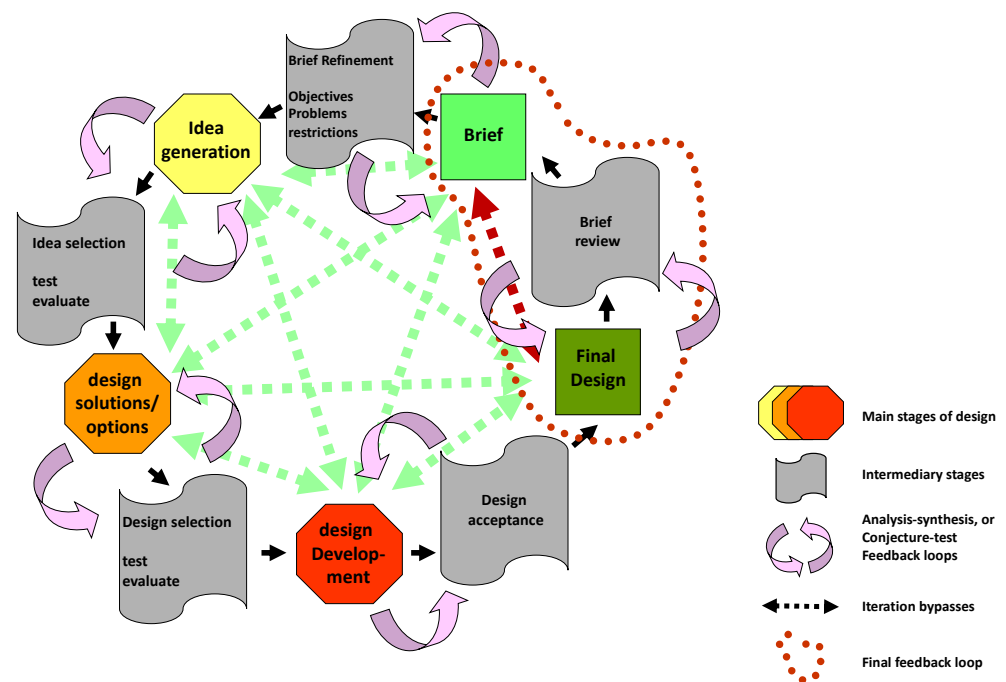 Brief Refinement
Objectives
Problems
restrictions
Brief
Idea
generation
Brief
review
Idea selection
test
evaluate
Final
Design
design
solutions/
options
Design selection
test
evaluate
design
Develop-
ment
Design
acceptance
Main stages of design
Intermediary stages
Analysis-synthesis, or
Conjecture-test
Feedback loops
Iteration bypasses
Final feedback loop